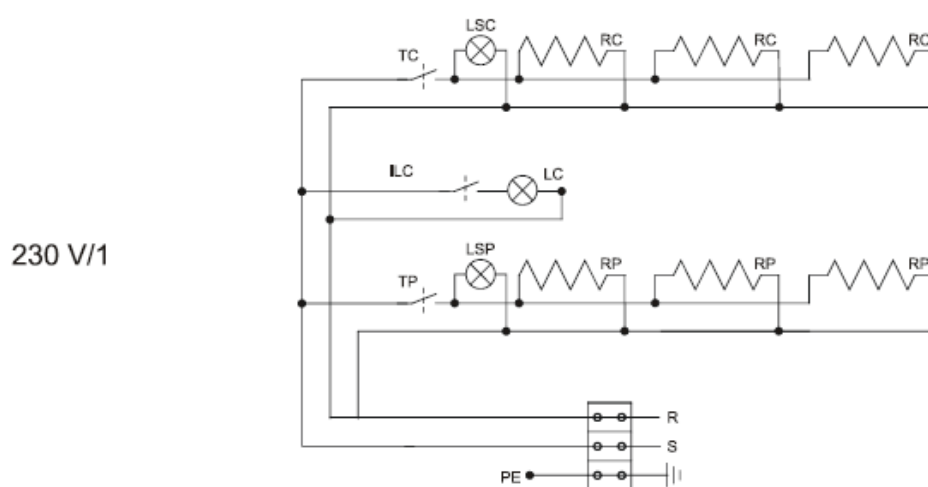 LSC
TC RC RC RC
ILC LC
230 V/1
LSP
TP RP RP RP
R
S
PE